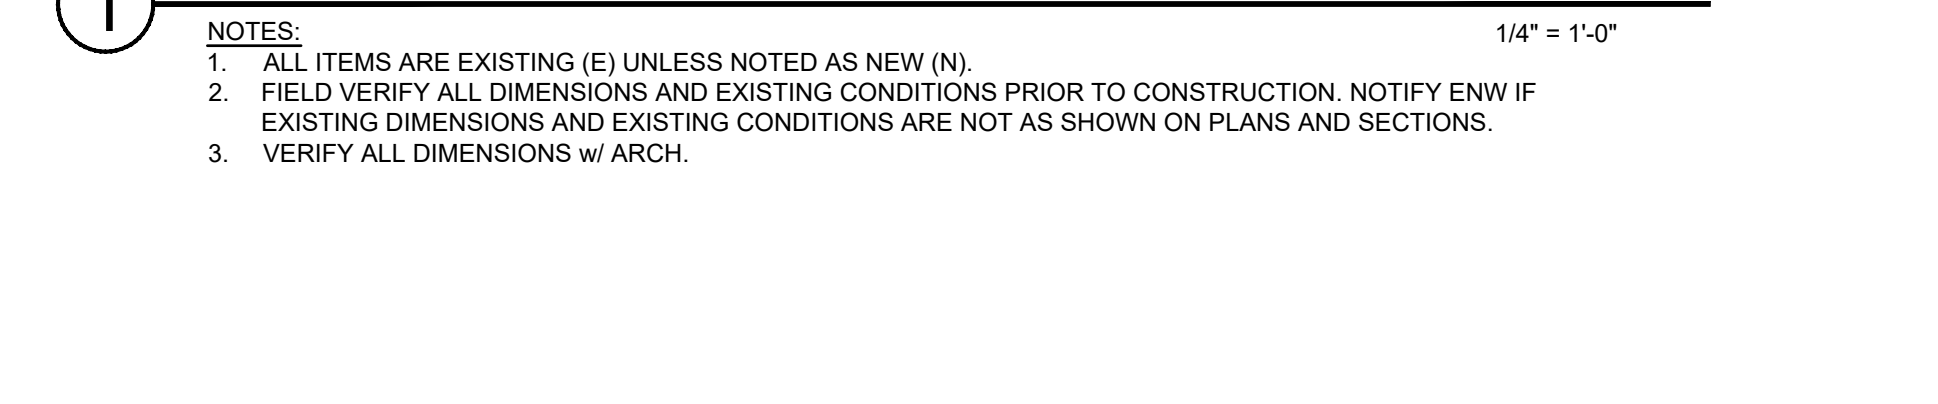 1
NOTES:
1/4" = 1'-0"
1. ALL ITEMS ARE EXISTING (E) UNLESS NOTED AS NEW (N).
2. FIELD VERIFY ALL DIMENSIONS AND EXISTING CONDITIONS PRIOR TO CONSTRUCTION. NOTIFY ENW IF
EXISTING DIMENSIONS AND EXISTING CONDITIONS ARE NOT AS SHOWN ON PLANS AND SECTIONS.
3. VERIFY ALL DIMENSIONS w/ ARCH.